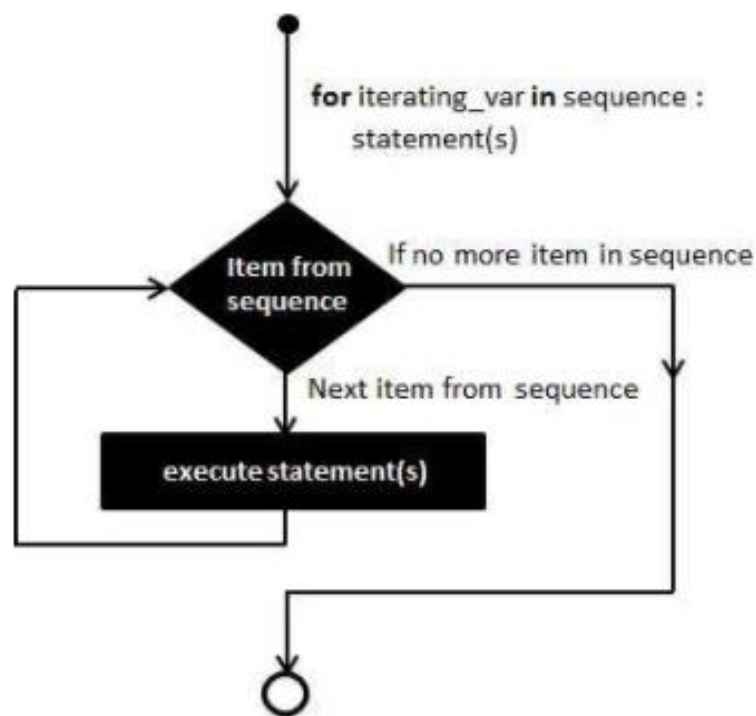 for iterating_var in sequence :
statement(s)
Item from
sequence
If no more item in sequence
Next item from sequence
execute statement(s)